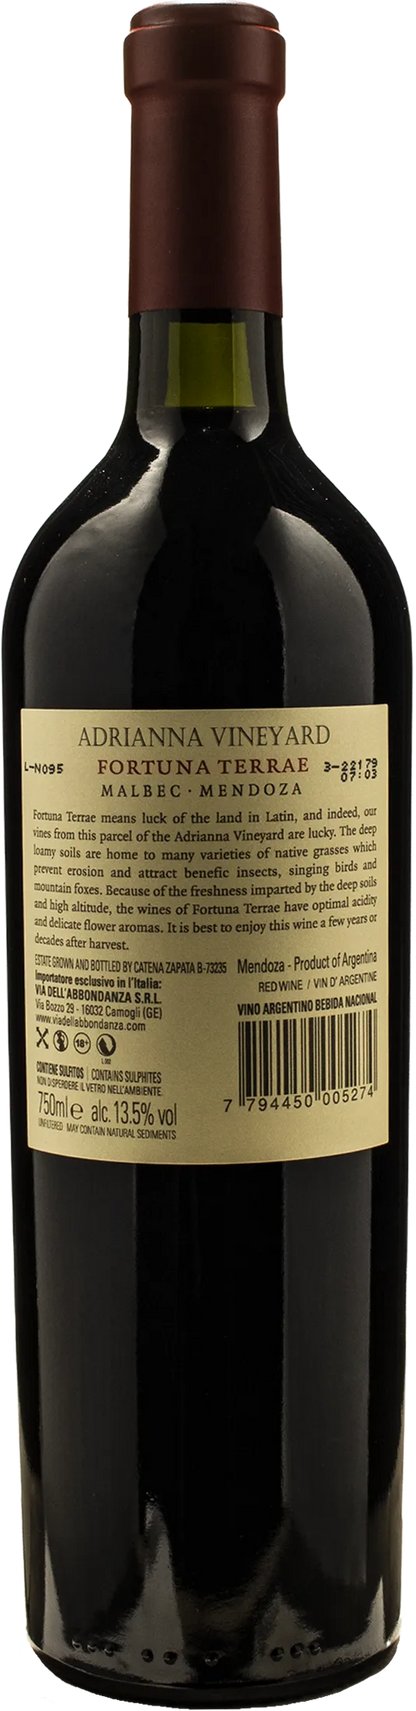 ADRIANNA VINEYARD
L-N095 FORTUNA TERRAE 3-22179
07:03
MALBEC · MENDOZA
Fortuna Terrae means luck of the land in Latin, and indeed, our
vines from this parcel of the Adrianna Vineyard are lucky. The deep
loamy soils are home to many varieties of native grasses which
prevent erosion and attract benefic insects, singing birds and
mountain foxes. Because of the freshness imparted by the deep soils
and high altitude, the wines of Fortuna Terrae have optimal acidity
and delicate flower aromas. It is best to enjoy this wine a few years or
decades after harvest.
ESTATE GROWN AND BOTTLED BY CATENA ZAPATA B-73235
Importatore esclusivo in l'Italia:
VIA DELL'ABBONDANZA S.R.L.
Via Bozzo 29 - 16032 Camogli (GE)
www.viadellabbondanza.com
18+
CONTIENE SULFITOS | CONTAINS SULPHITES
NON DISPERDERE IL VETRO NELL'AMBIENTE
750ml e alc. 13.5% vol
UNFILTERED MAY CONTAIN NATURAL SEDIMENTS
Mendoza - Product of Argentina
RED WINE / VIN D' ARGENTINE
VINO ARGENTINO BEBIDA NACIONAL
7 794450 005274